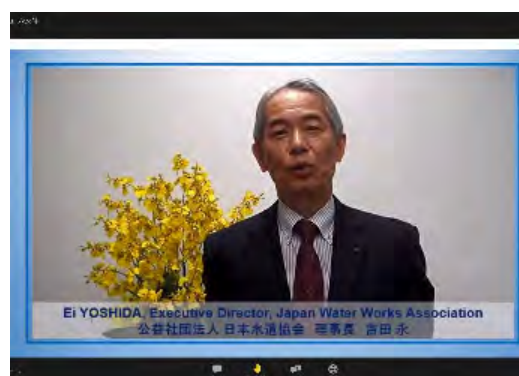 Ei YOSHIDA, Executive Director, Japan Water Works Association
公益社団法人 日本水道協会　理事長　吉田 永